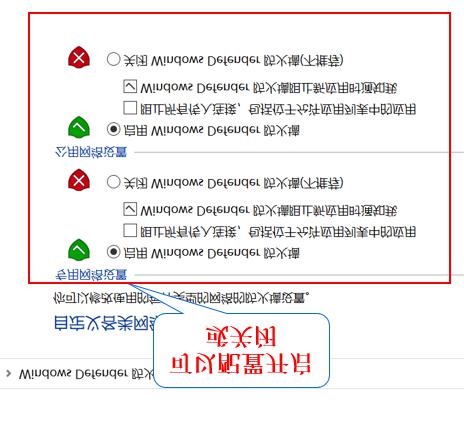 Windows Defender 防火
自定义各类网
你可以修改使用的类型的网络的防火墙设置。
专用网络设置
启用 Windows Defender 防火墙
阻止所有传入连接，包括位于允许应用列表中的应用
Windows Defender 防火墙阻止新应用时通知我
关闭 Windows Defender 防火墙(不推荐)
公用网络设置
启用 Windows Defender 防火墙
阻止所有传入连接，包括位于允许应用列表中的应用
Windows Defender 防火墙阻止新应用时通知我
关闭 Windows Defender 防火墙(不推荐)
可以配置开启
或关闭